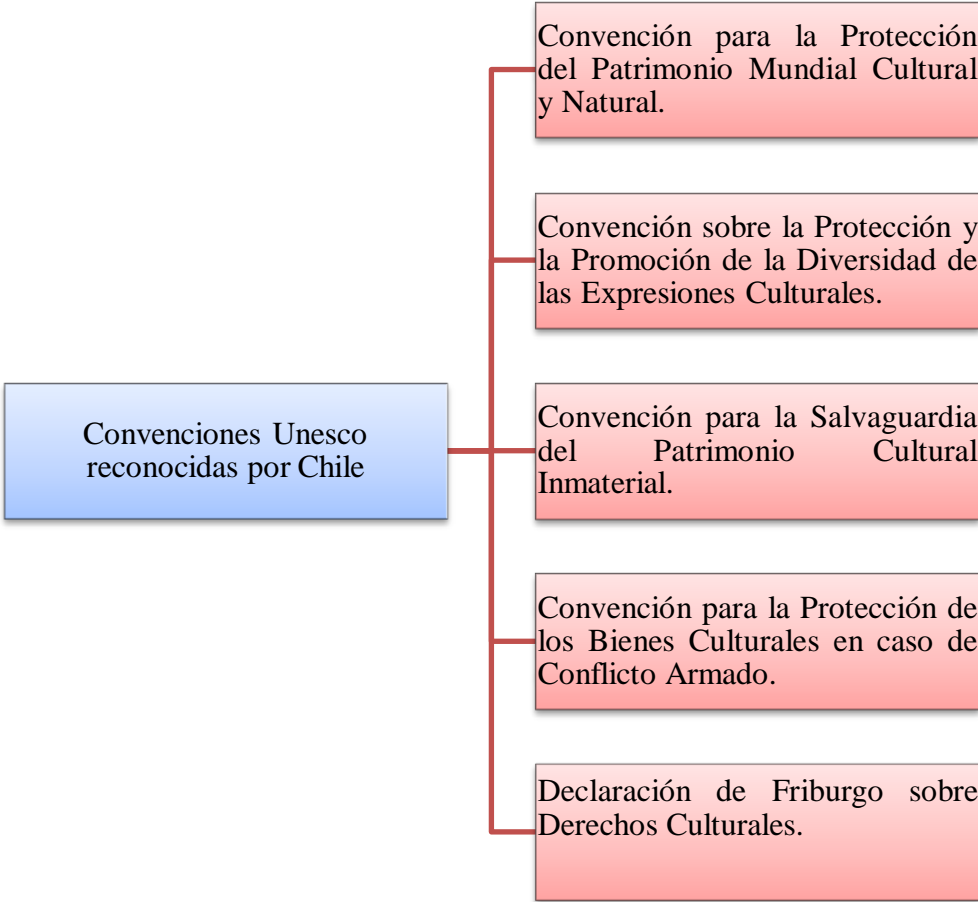 Convención para la Protección
del Patrimonio Mundial Cultural
y Natural.
Convención sobre la Protección y
la Promoción de la Diversidad de
las Expresiones Culturales.
Convenciones Unesco
reconocidas por Chile
Convención para la Salvaguardia
del Patrimonio Cultural
Inmaterial.
Convención para la Protección de
los Bienes Culturales en caso de
Conflicto Armado.
Declaración de Friburgo sobre
Derechos Culturales.